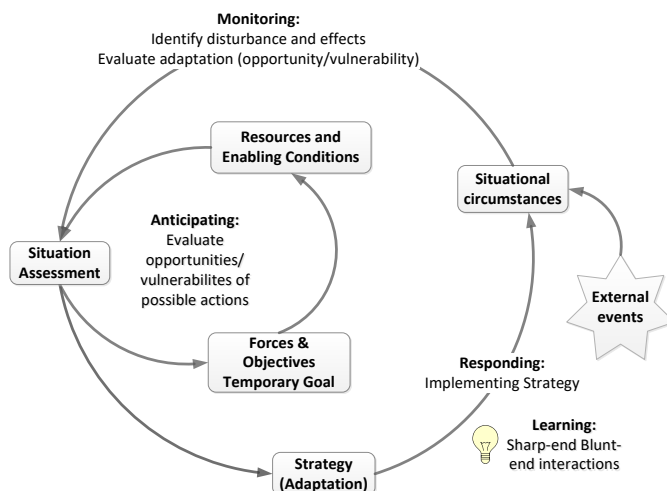 Monitoring:
Identify disturbance and effects
Evaluate adaptation (opportunity/vulnerability)
Resources and
Enabling Conditions
Situational
circumstances
Anticipating:
Evaluate
opportunities/
vulnerabilites of
possible actions
Situation
Assessment
External
events
Forces &
Objectives
Temporary Goal
Responding:
Implementing Strategy
Learning:
Sharp-end Blunt-
end interactions
Strategy
(Adaptation)